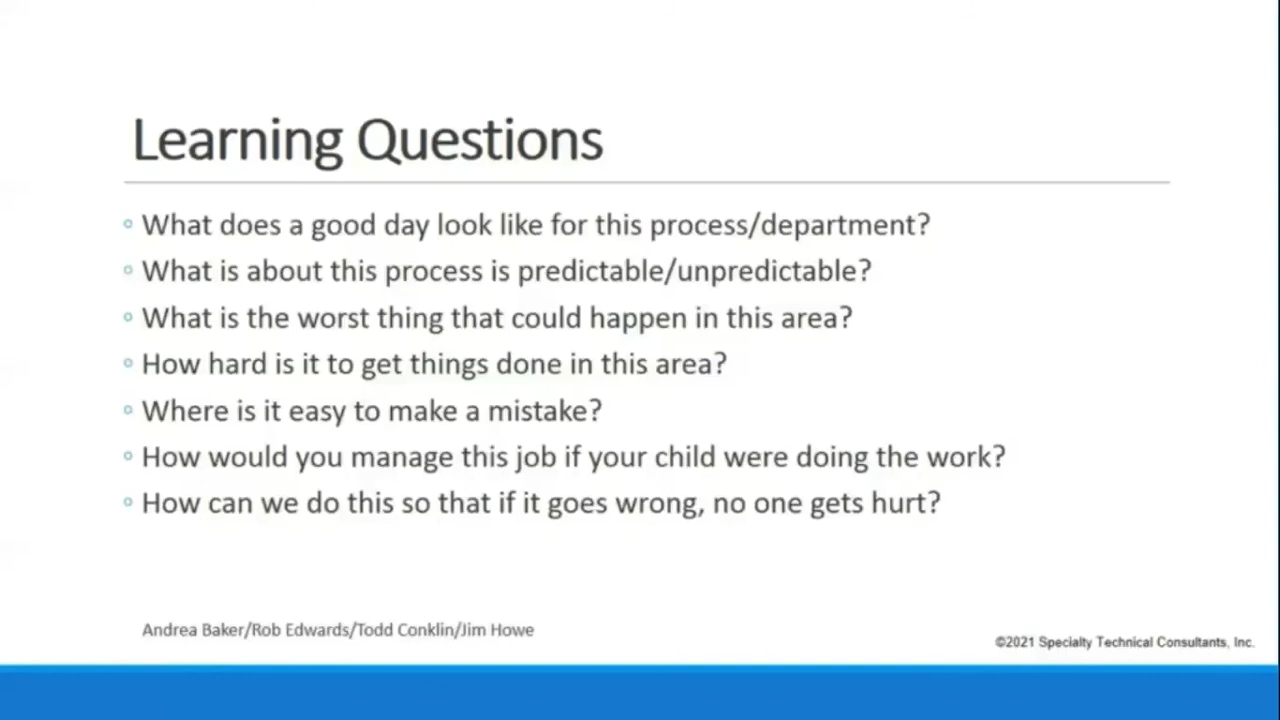 Learning Questions
◦ What does a good day look like for this process/department?
◦ What is about this process is predictable/unpredictable?
◦ What is the worst thing that could happen in this area?
◦ How hard is it to get things done in this area?
◦ Where is it easy to make a mistake?
◦ How would you manage this job if your child were doing the work?
◦ How can we do this so that if it goes wrong, no one gets hurt?
Andrea Baker/Rob Edwards/Todd Conklin/Jim Howe
©2021 Specialty Technical Consultants, Inc.